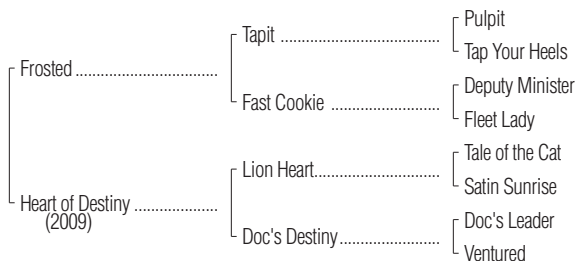 Pulpit
Tapit ........................................
Tap Your Heels
Frosted ....................................
Deputy Minister
Fast Cookie ...........................
Fleet Lady
Tale of the Cat
Lion Heart................................
Satin Sunrise
Heart of Destiny .....................
(2009)
Doc's Leader
Doc's Destiny.........................
Ventured